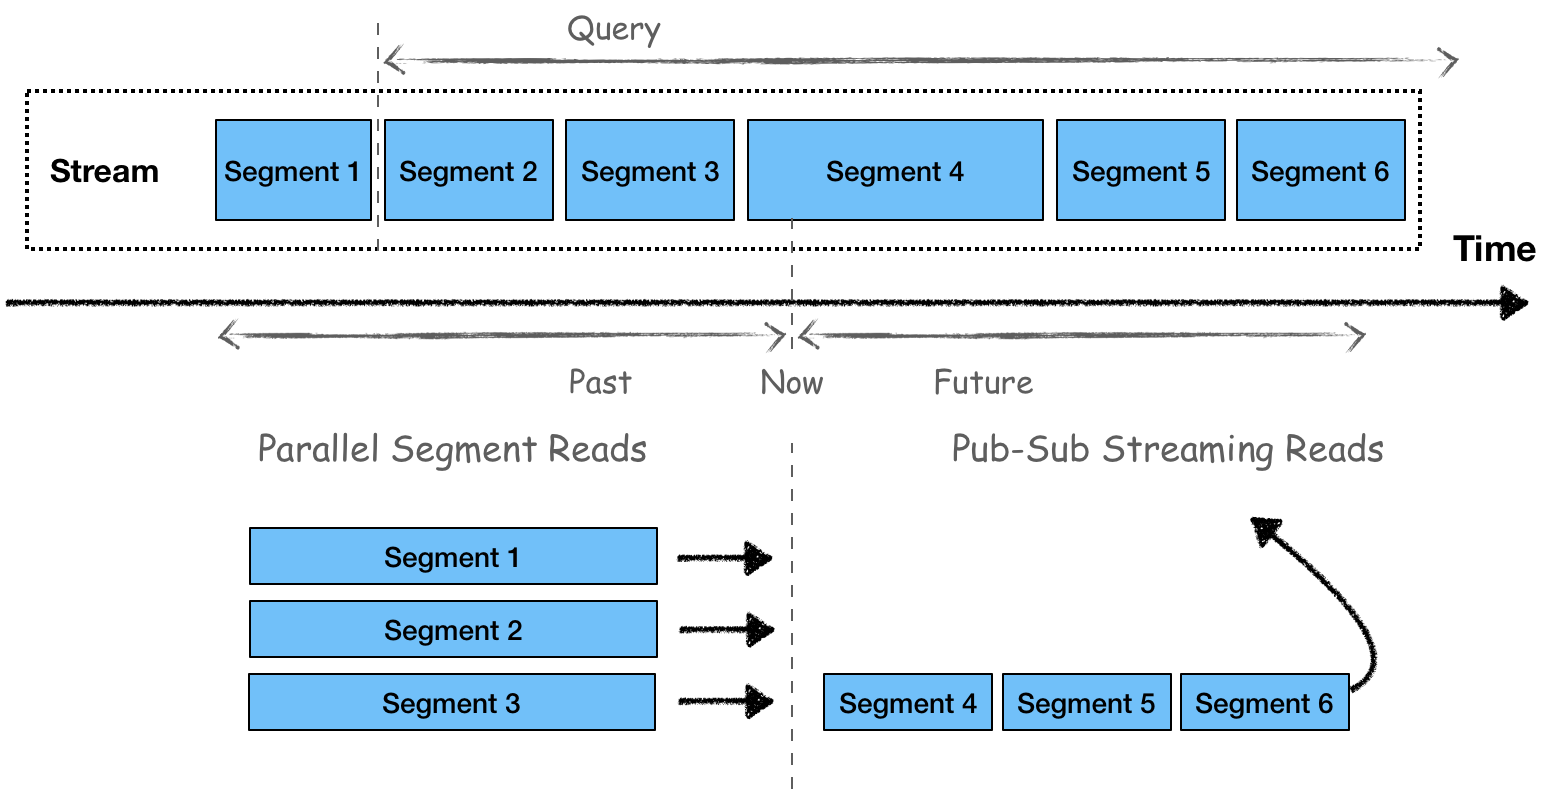 Query
Stream
Segment 1
Segment 2
Segment 3
Segment 4
Segment 5
Segment 6
Time
Past
Now
Future
Parallel Segment Reads
Pub-Sub Streaming Reads
Segment 1
Segment 2
Segment 3
Segment 4
Segment 5
Segment 6